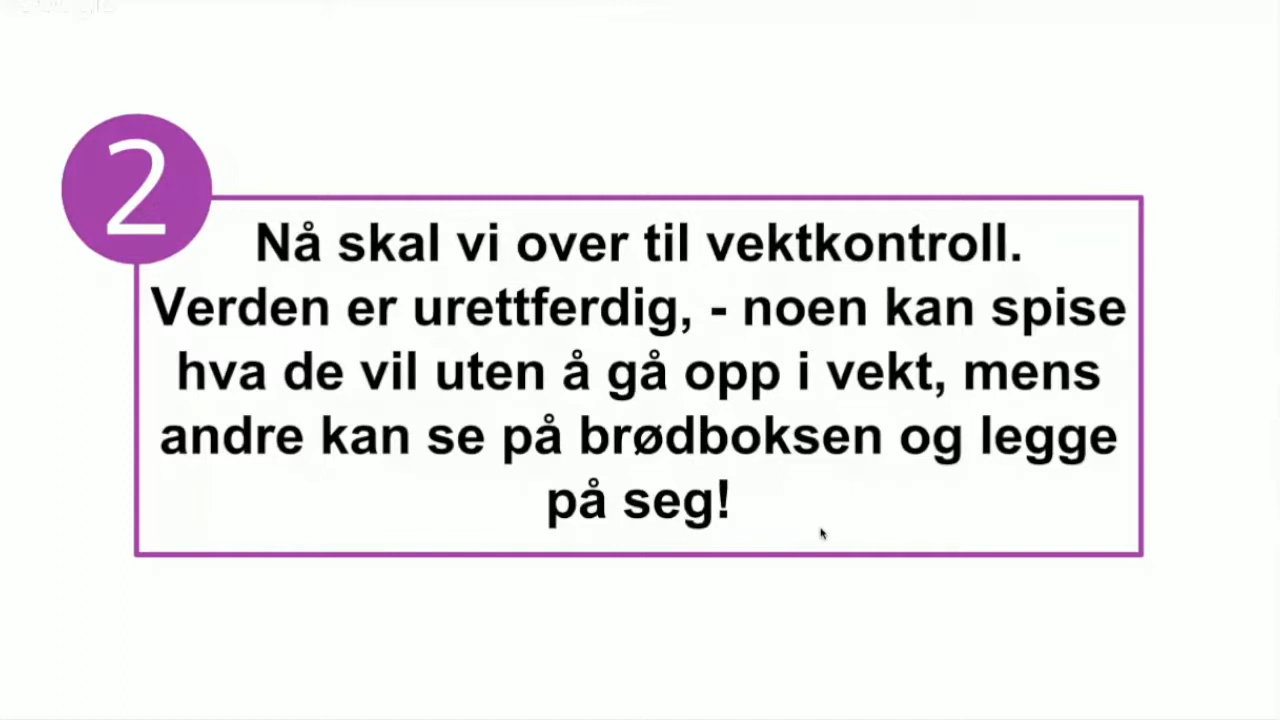 2
Nå skal vi over til vektkontroll.
Verden er urettferdig, - noen kan spise
hva de vil uten å gå opp i vekt, mens
andre kan se på brødboksen og legge
på seg!